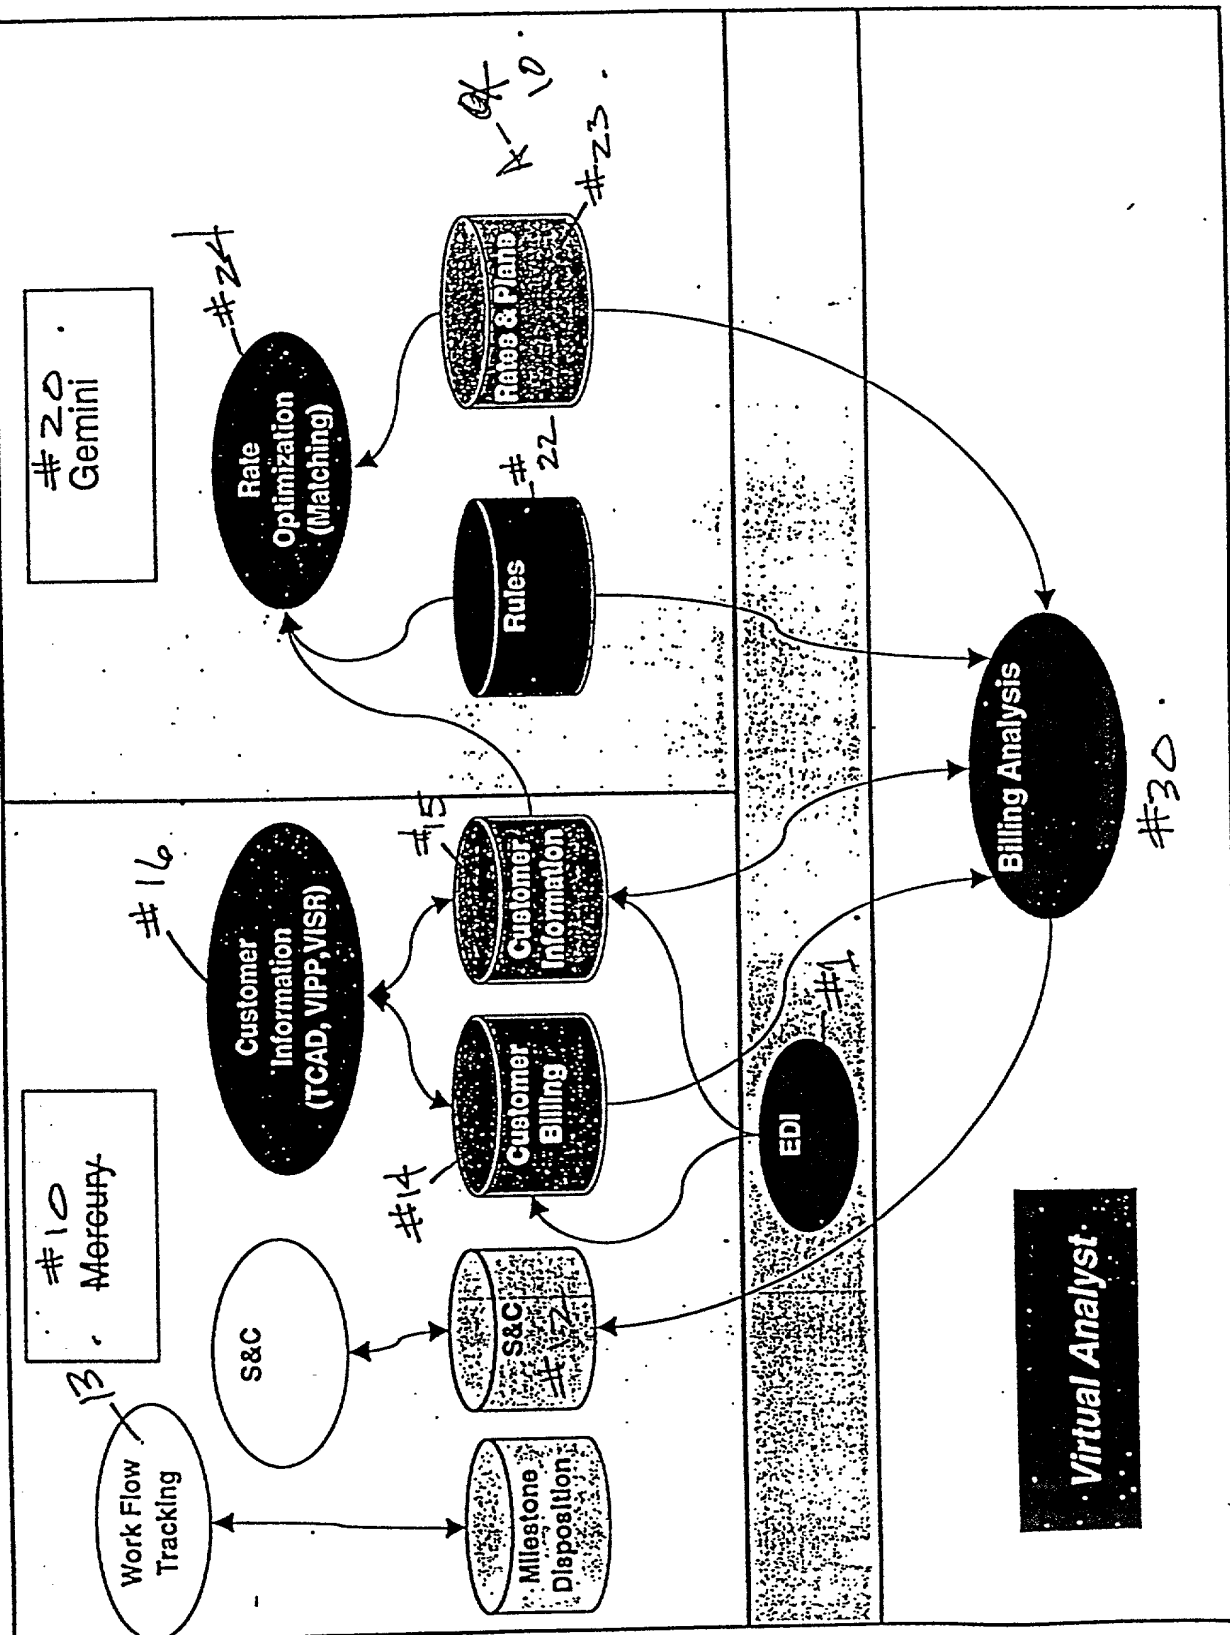 #20
Gemini
#24
Rate
Optimization
(Matching)
Rates & Plans
#23
Rules
#
22
#10
Mercury
#16
Customer
Information
(TCAD, VIPP, VISR)
#15
Customer
Information
#14
Customer
Billing
S&C
S&C
#12
13
Work Flow
Tracking
Milestone
Disposition
EDI
#1
Billing Analysis
#30
Virtual Analyst